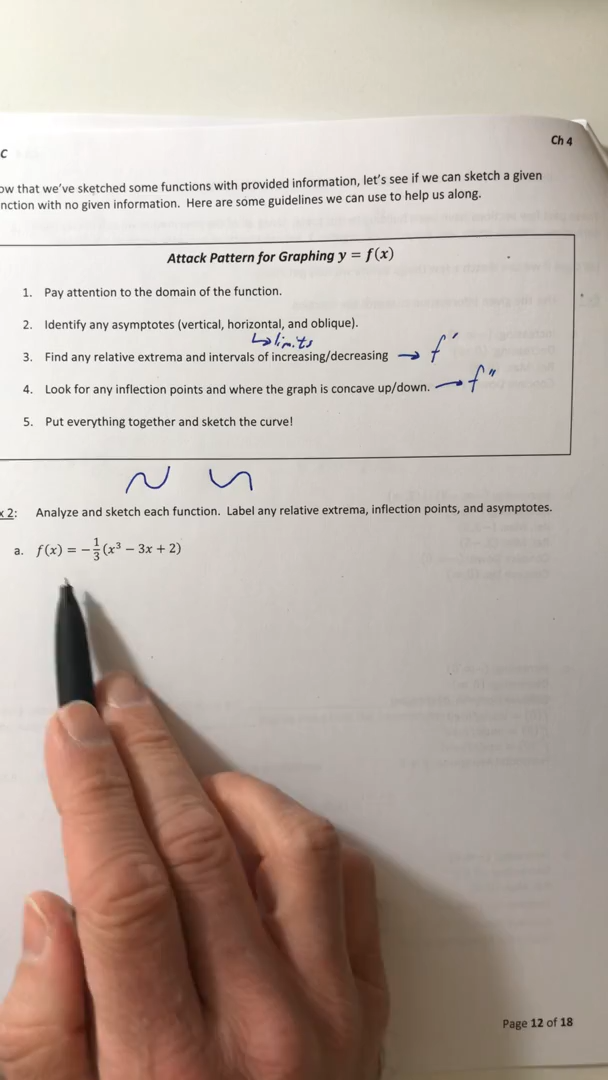 Ch 4
C
ow that we've sketched some functions with provided information, let's see if we can sketch a given
nction with no given information. Here are some guidelines we can use to help us along.
Attack Pattern for Graphing y = f(x)
1. Pay attention to the domain of the function.
2. Identify any asymptotes (vertical, horizontal, and oblique).
↳ limits
3. Find any relative extrema and intervals of increasing/decreasing → f'
4. Look for any inflection points and where the graph is concave up/down. → f"
5. Put everything together and sketch the curve!
x 2: Analyze and sketch each function. Label any relative extrema, inflection points, and asymptotes.
a. f(x) = −1/3(x³ − 3x + 2)
Page 12 of 18